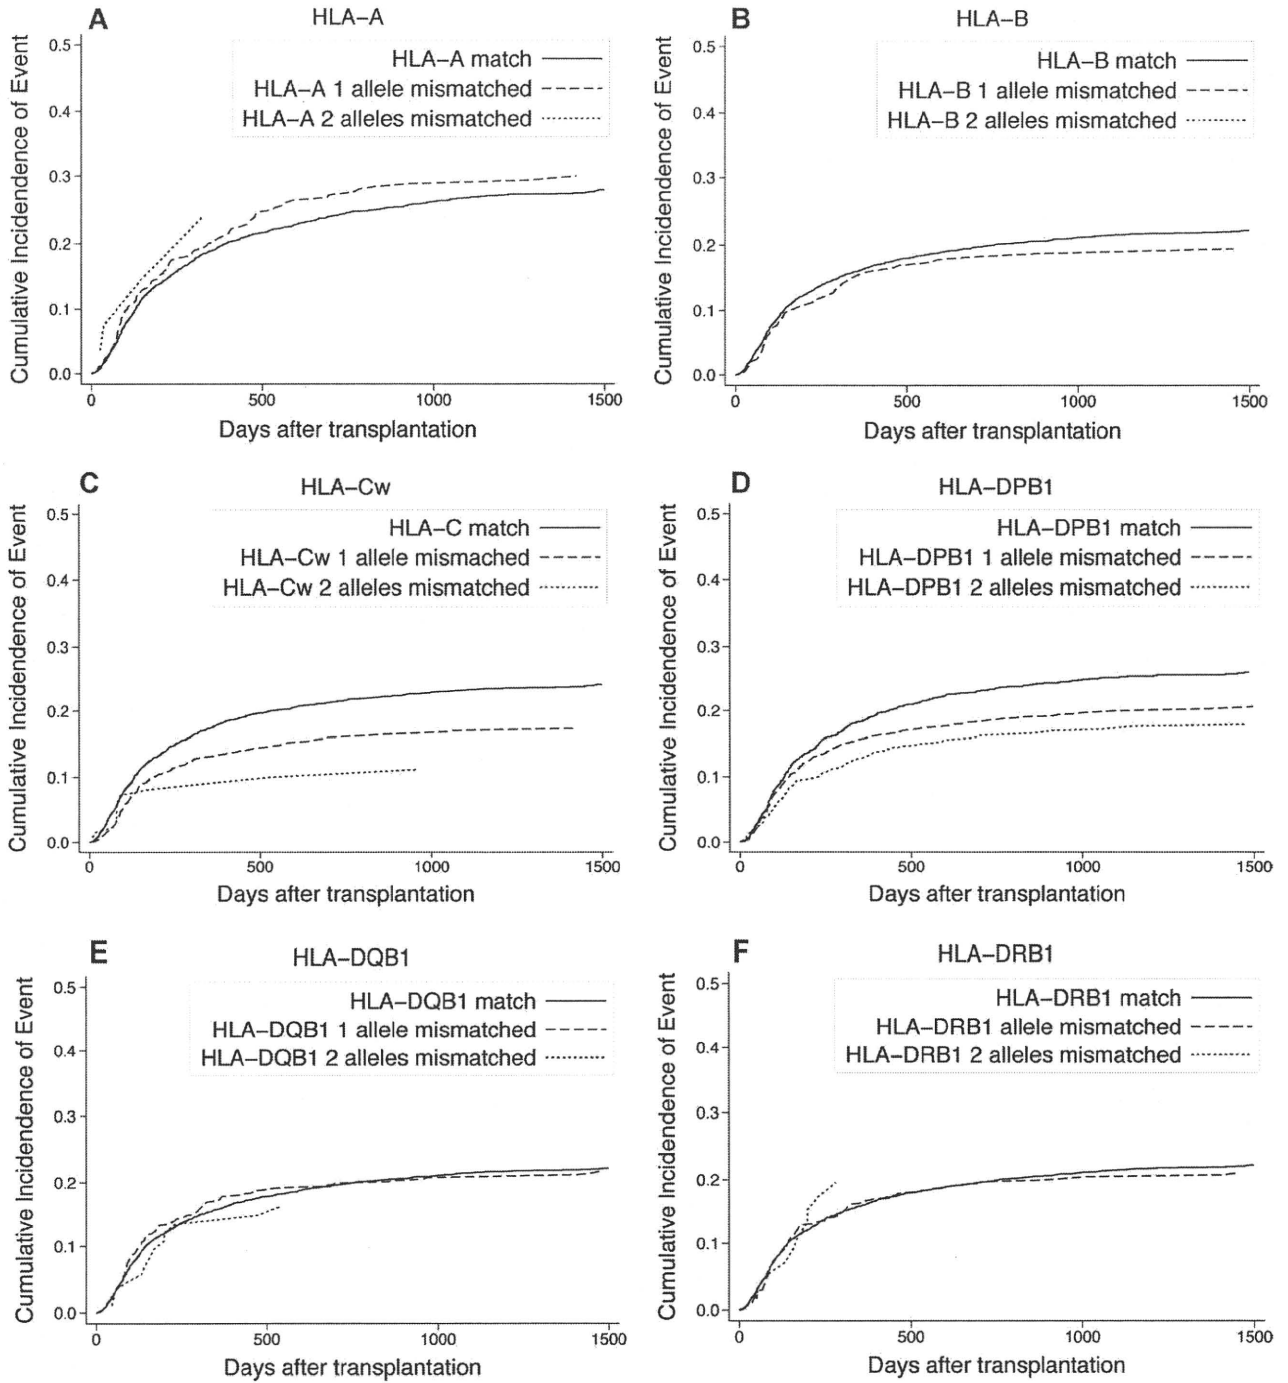 A
HLA–A
Cumulative Incidendence of Event
0.5
0.4
0.3
0.2
0.1
0.0
HLA–A match
HLA–A 1 allele mismatched
HLA–A 2 alleles mismatched
0 500 1000 1500
Days after transplantation
B
HLA–B
Cumulative Incidendence of Event
0.5
0.4
0.3
0.2
0.1
0.0
HLA–B match
HLA–B 1 allele mismatched
HLA–B 2 alleles mismatched
0 500 1000 1500
Days after transplantation
C
HLA–Cw
Cumulative Incidendence of Event
0.5
0.4
0.3
0.2
0.1
0.0
HLA–C match
HLA–Cw 1 allele mismached
HLA–Cw 2 alleles mismatched
0 500 1000 1500
Days after transplantation
D
HLA–DPB1
Cumulative Incidendence of Event
0.5
0.4
0.3
0.2
0.1
0.0
HLA–DPB1 match
HLA–DPB1 1 allele mismatched
HLA–DPB1 2 alleles mismatched
0 500 1000 1500
Days after transplantation
E
HLA–DQB1
Cumulative Incidendence of Event
0.5
0.4
0.3
0.2
0.1
0.0
HLA–DQB1 match
HLA–DQB1 1 allele mismatched
HLA–DQB1 2 alleles mismatched
0 500 1000 1500
Days after transplantation
F
HLA–DRB1
Cumulative Incidendence of Event
0.5
0.4
0.3
0.2
0.1
0.0
HLA–DRB1 match
HLA–DRB1 allele mismatched
HLA–DRB1 2 alleles mismatched
0 500 1000 1500
Days after transplantation